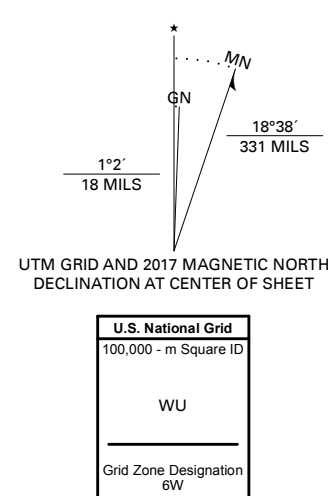 ★
MN
GN
18°38´
331 MILS
1°2´
18 MILS
UTM GRID AND 2017 MAGNETIC NORTH
DECLINATION AT CENTER OF SHEET
U.S. National Grid
100,000 - m Square ID
WU
Grid Zone Designation
6W